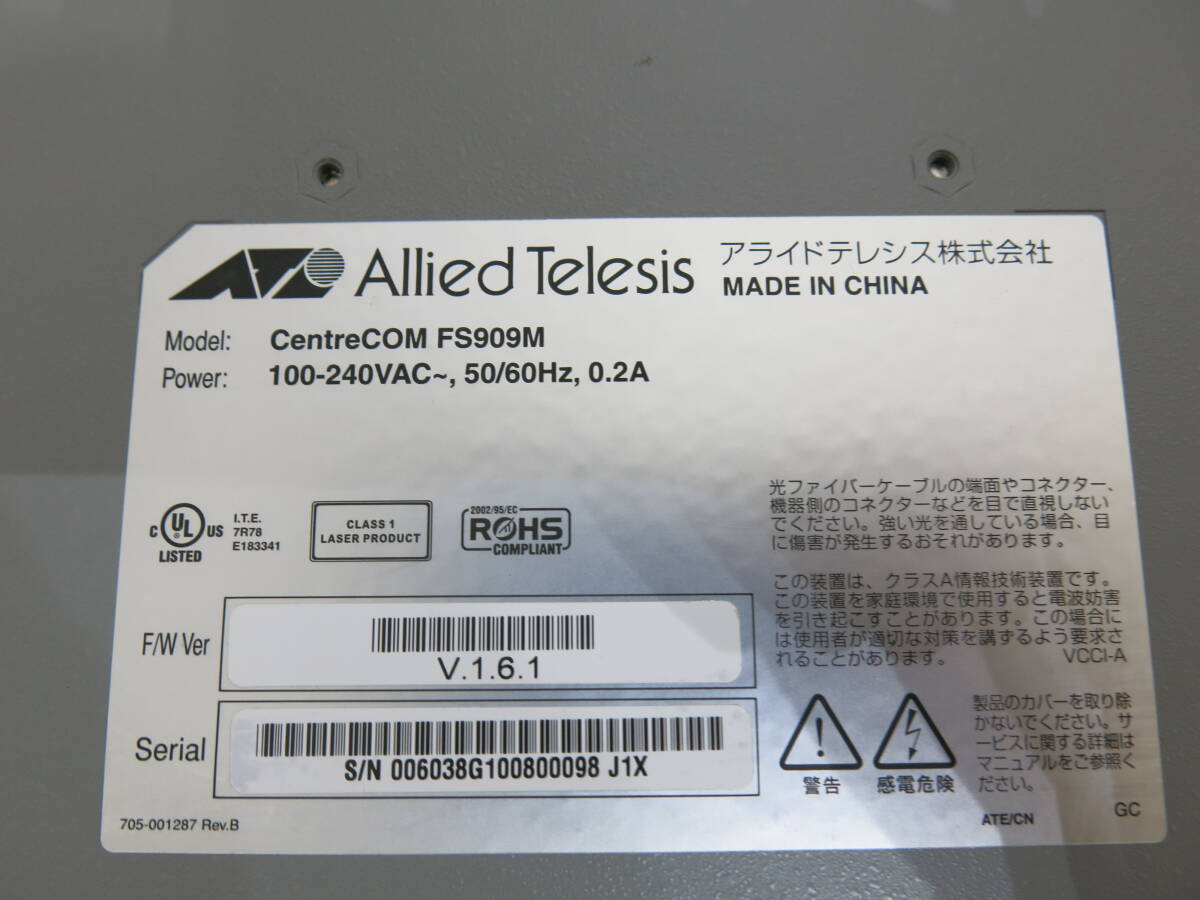 Allied Telesis
アライドテレシス株式会社
MADE IN CHINA
Model: CentreCOM FS909M
Power: 100-240VAC~, 50/60Hz, 0.2A
C UL US
LISTED
I.T.E.
7R78
E183341
CLASS 1
LASER PRODUCT
2002/95/EC
ROHS
COMPLIANT
光ファイバーケーブルの端面やコネクター、
機器側のコネクターなどを目で直視しない
でください。強い光を通している場合、目
に傷害が発生するおそれがあります。
この装置は、クラスA情報技術装置です。
この装置を家庭環境で使用すると電波妨害
を引き起こすことがあります。この場合に
は使用者が適切な対策を講ずるよう要求さ
れることがあります。 VCCI-A
F/W Ver
V.1.6.1
Serial
S/N 006038G100800098 J1X
警告
感電危険
製品のカバーを取り除
かないでください。サ
ービスに関する詳細は
マニュアルをご参照く
ださい。
705-001287 Rev.B
ATE/CN
GC